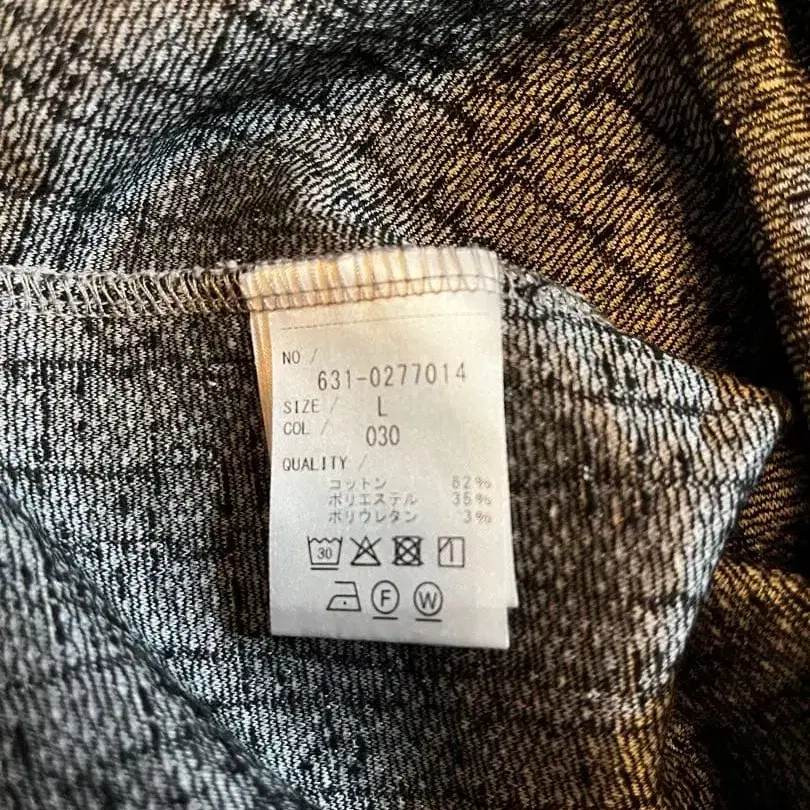 NO /
631-0277014
SIZE / L
COL / 030
QUALITY /
コットン 62%
ポリエステル 35%
ポリウレタン 3%
30
F W